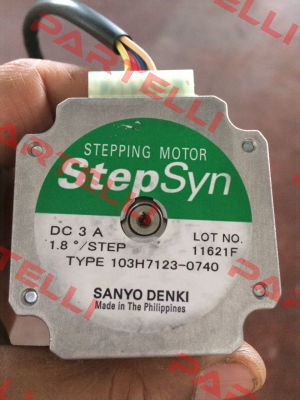 STEPPING MOTOR
StepSyn
DC 3 A
LOT NO.
1.8 °/STEP
11621F
TYPE 103H7123-0740
SANYO DENKI
Made in The Philippines
PARTELLI
PARTELLI
PARTELLI
PARTELLI